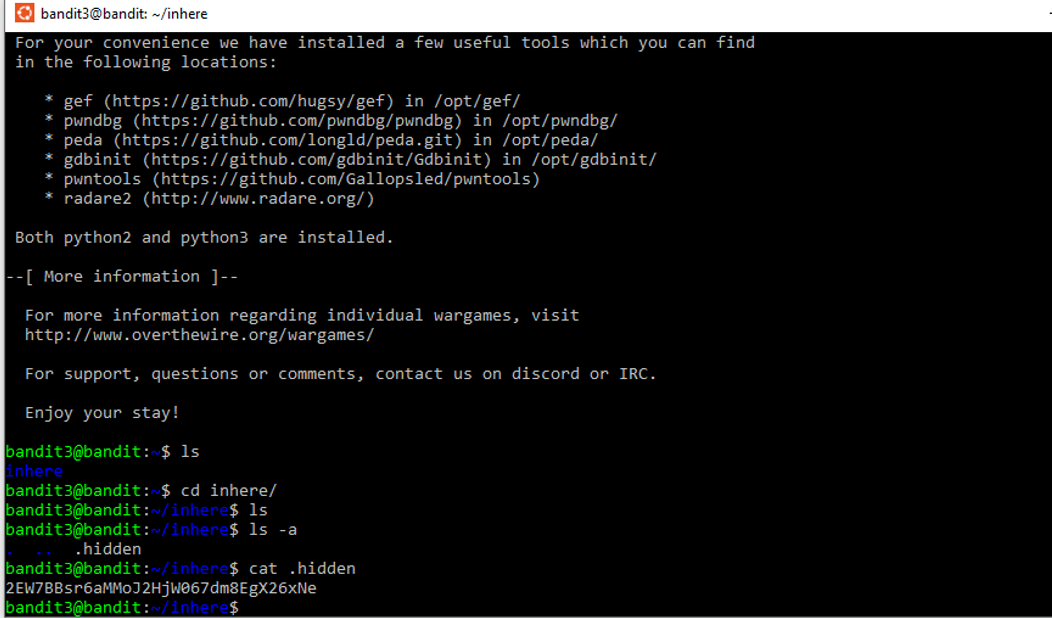 bandit3@bandit: ~/inhere
For your convenience we have installed a few useful tools which you can find
in the following locations:
* gef (https://github.com/hugsy/gef) in /opt/gef/
* pwndbg (https://github.com/pwndbg/pwndbg) in /opt/pwndbg/
* peda (https://github.com/longld/peda.git) in /opt/peda/
* gdbinit (https://github.com/gdbinit/Gdbinit) in /opt/gdbinit/
* pwntools (https://github.com/Gallopsled/pwntools)
* radare2 (http://www.radare.org/)
Both python2 and python3 are installed.
--[ More information ]--
For more information regarding individual wargames, visit
http://www.overthewire.org/wargames/
For support, questions or comments, contact us on discord or IRC.
Enjoy your stay!
bandit3@bandit:~$ ls
inhere
bandit3@bandit:~$ cd inhere/
bandit3@bandit:~/inhere$ ls
bandit3@bandit:~/inhere$ ls -a
. .. .hidden
bandit3@bandit:~/inhere$ cat .hidden
2EW7BBsr6aMMoJ2HjW067dm8EgX26xNe
bandit3@bandit:~/inhere$